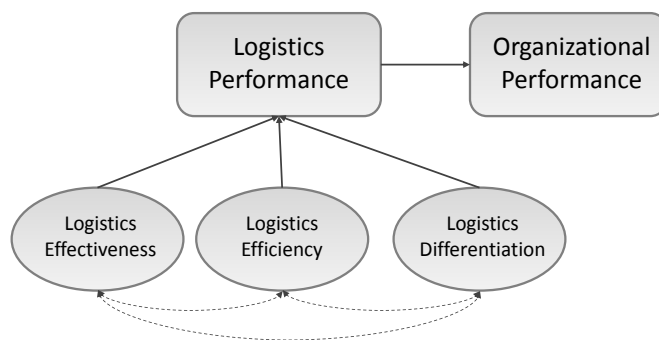 Logistics
Performance
Organizational
Performance
Logistics
Effectiveness
Logistics
Efficiency
Logistics
Differentiation